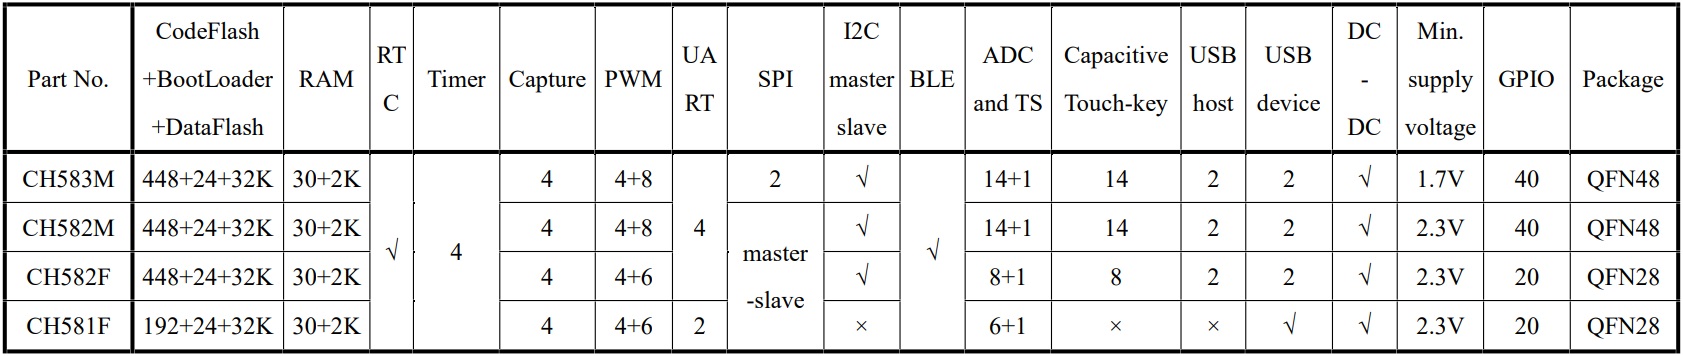 Part No. CodeFlash +BootLoader +DataFlash RAM RT C Timer Capture PWM UA RT SPI I2C master slave BLE ADC and TS Capacitive Touch-key USB host USB device DC - DC Min. supply voltage GPIO Package
CH583M 448+24+32K 30+2K √ 4 4 4+8 4 2 √ √ 14+1 14 2 2 √ 1.7V 40 QFN48
CH582M 448+24+32K 30+2K 4 4+8 master -slave √ 14+1 14 2 2 √ 2.3V 40 QFN48
CH582F 448+24+32K 30+2K 4 4+6 √ 8+1 8 2 2 √ 2.3V 20 QFN28
CH581F 192+24+32K 30+2K 4 4+6 2 × 6+1 × × √ √ 2.3V 20 QFN28